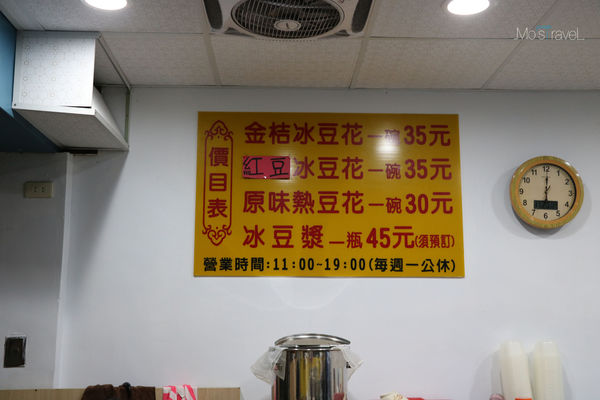 Mo's TraveL
價目表
金桔冰豆花一碗35元
紅豆冰豆花一碗35元
原味熱豆花一碗30元
冰豆漿一瓶45元(須預訂)
營業時間:11:00~19:00(每週一公休)